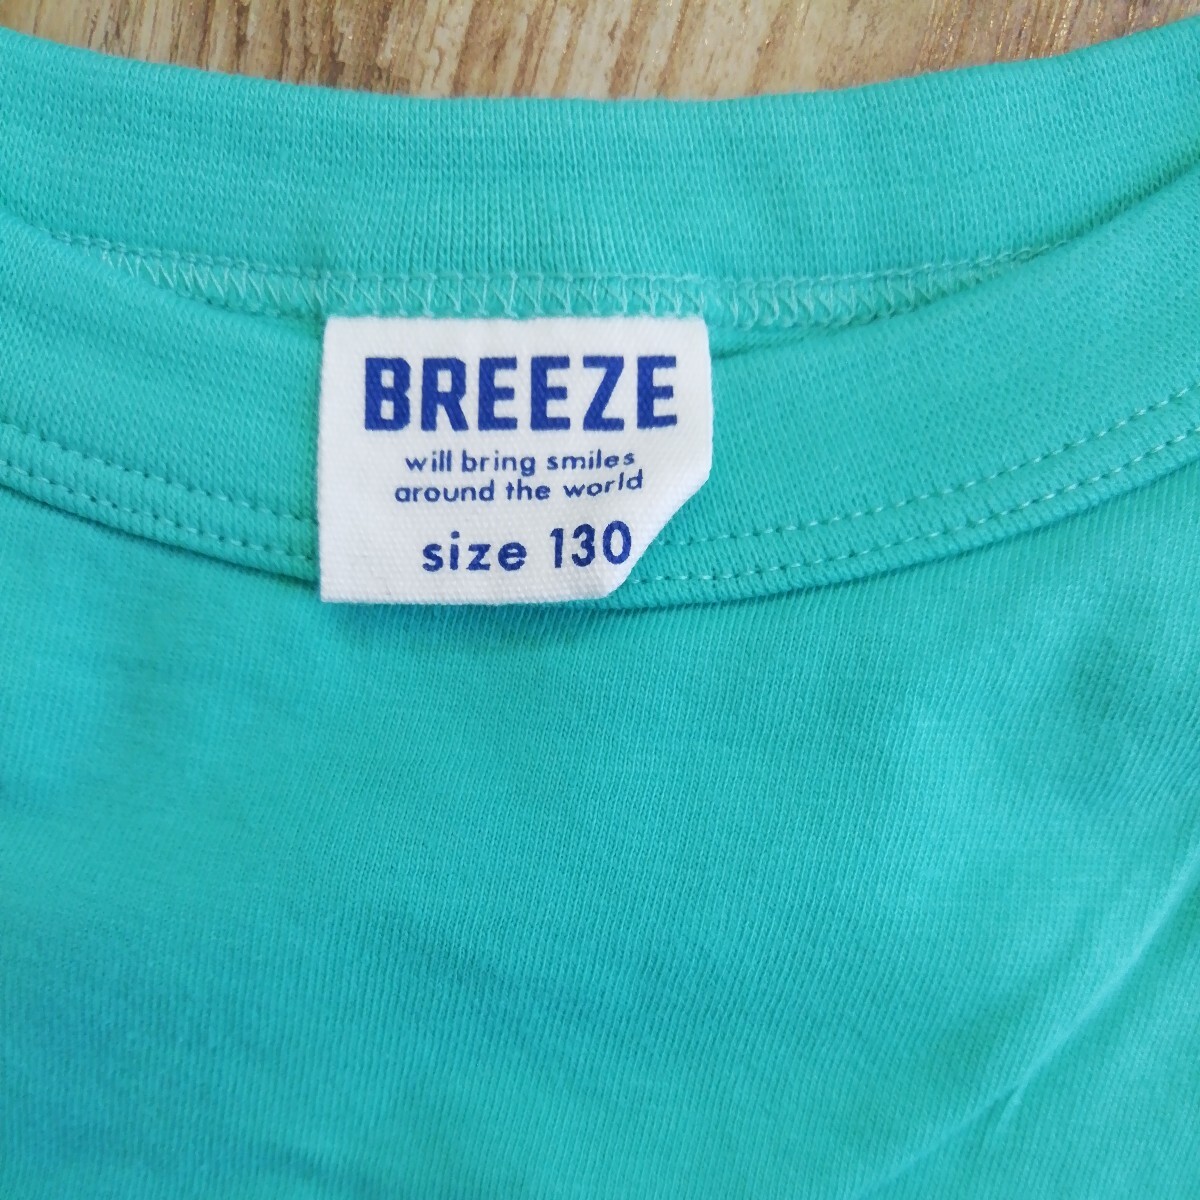 BREEZE
will bring smiles
around the world
size 130